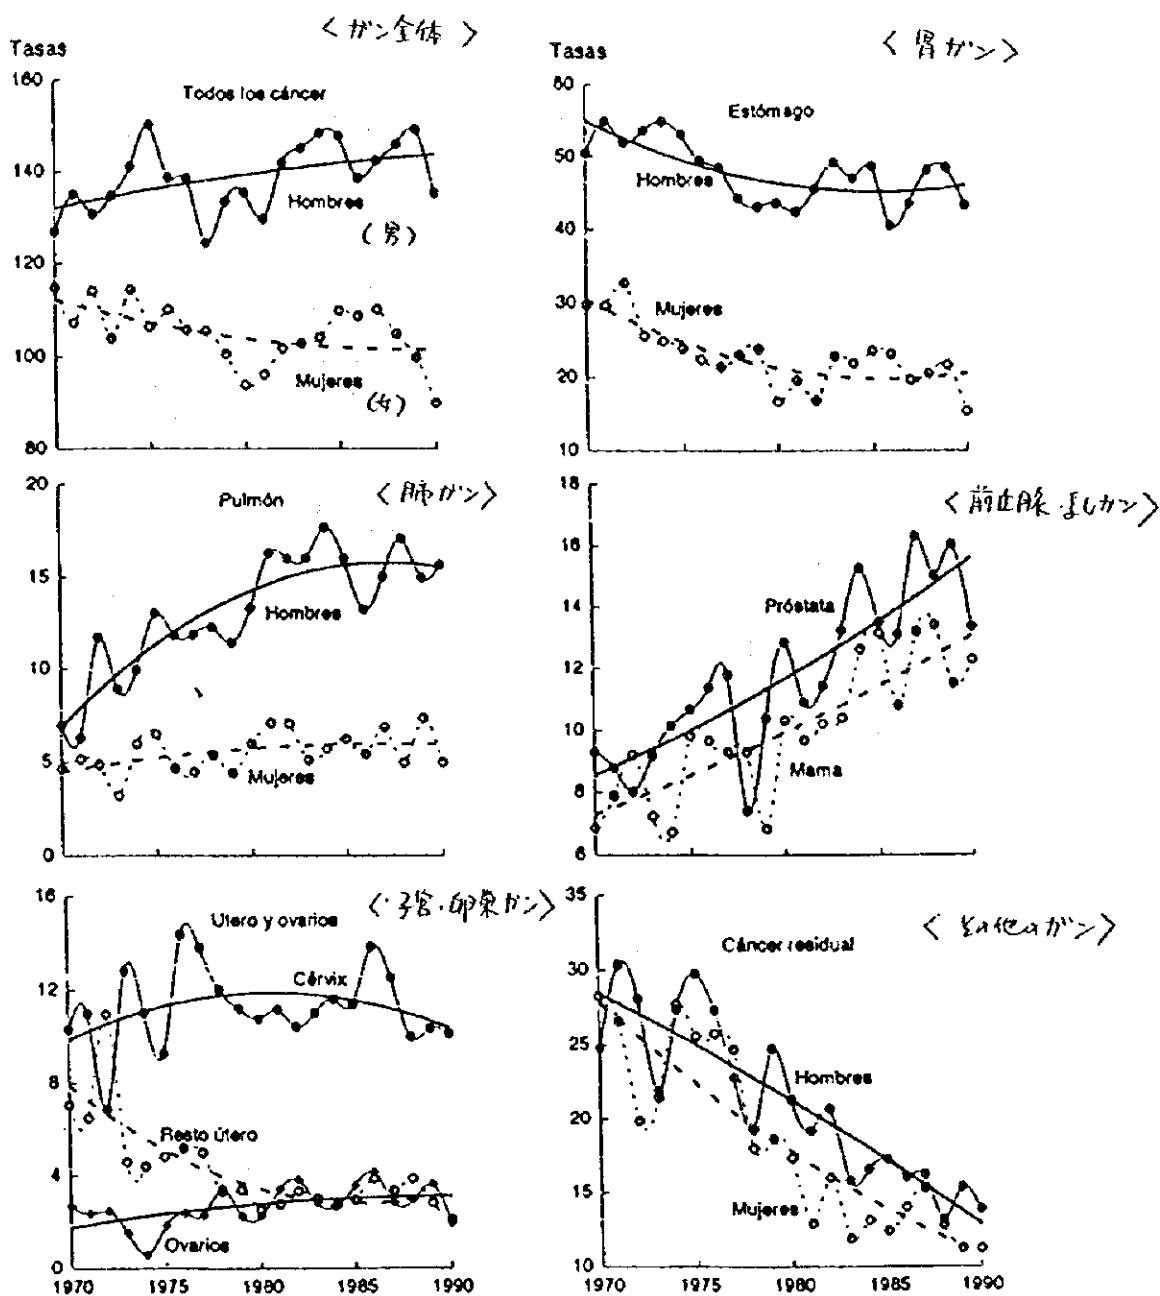 〈 ガン全体 〉
Tasas
160
Todos los cáncer
140
Hombres
(男)
120
100
Mujeres
(女)
80
〈 胃ガン 〉
Tasas
60
Estómago
50
Hombres
40
30
Mujeres
20
10
20
Pulmón
〈 肺ガン 〉
15
Hombres
10
5
Mujeres
0
18
〈 前立腺・乳ガン 〉
16
Próstata
14
12
10
Mama
8
6
16
Utero y ovarios
〈 子宮・卵巣ガン 〉
Cérvix
12
8
Resto útero
4
Ovarios
0
1970 1975 1980 1985 1990
35
〈 その他のガン 〉
Cáncer residual
30
25
Hombres
20
15
Mujeres
10
1970 1975 1980 1985 1990